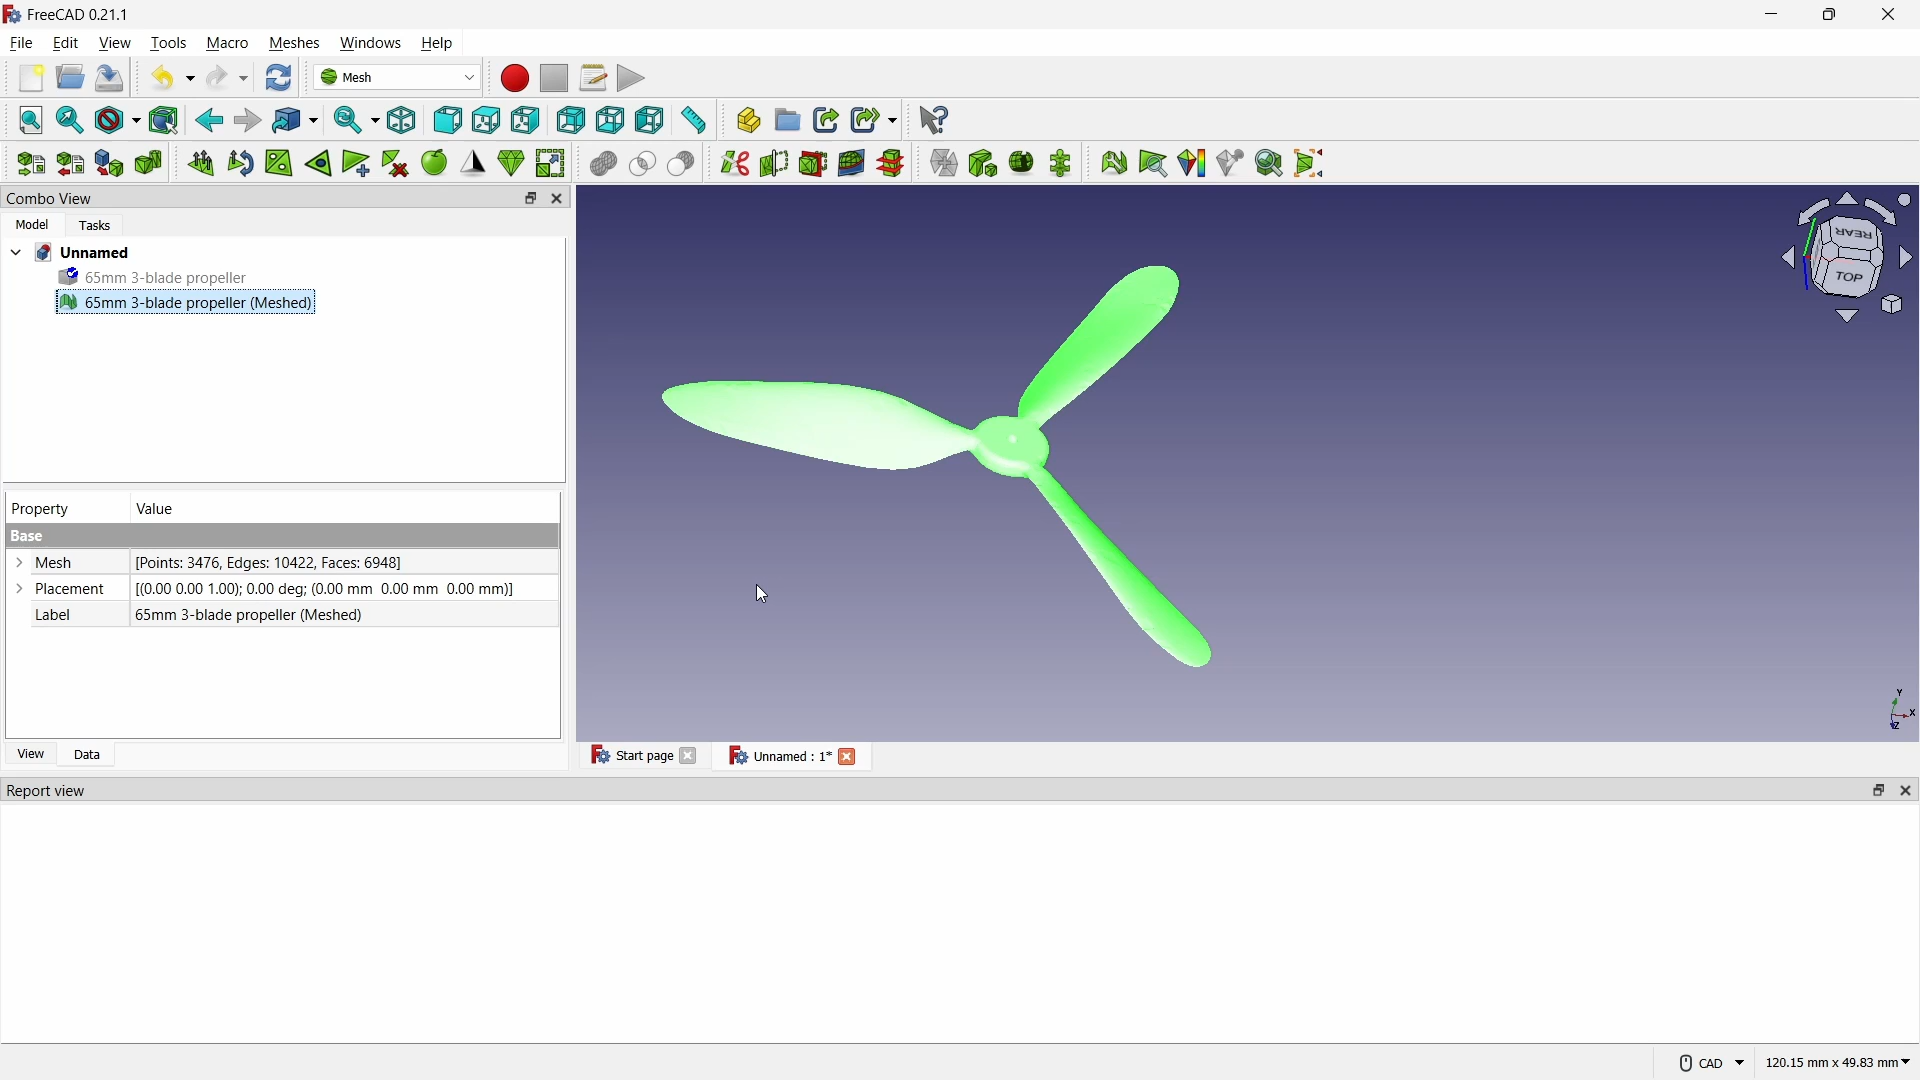 FreeCAD 0.21.1
File Edit View Tools Macro Meshes Windows Help
Mesh
Combo View
Model Tasks
Unnamed
65mm 3-blade propeller
65mm 3-blade propeller (Meshed)
Property Value
Base
Mesh [Points: 3476, Edges: 10422, Faces: 6948]
Placement [(0.00 0.00 1.00); 0.00 deg; (0.00 mm 0.00 mm 0.00 mm)]
Label 65mm 3-blade propeller (Meshed)
View Data
REAR
TOP
Y
X
Z
Start page Unnamed : 1*
Report view
CAD 120.15 mm x 49.83 mm